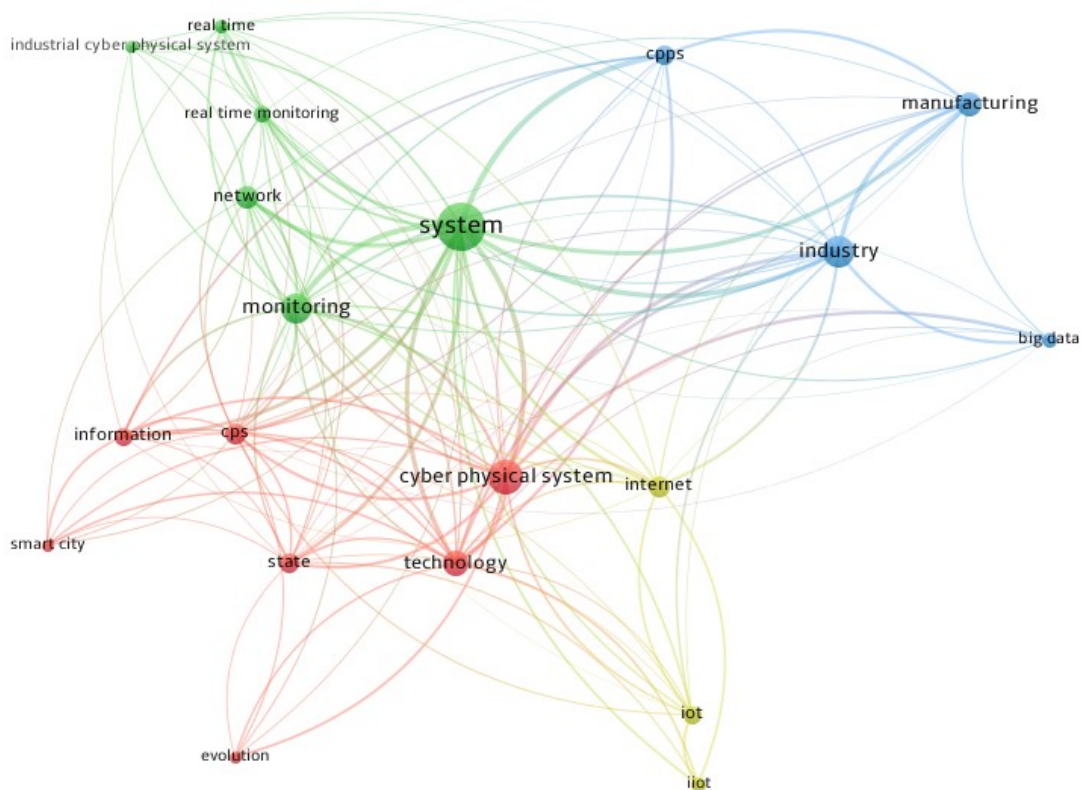 real time
industrial cyber physical system
cpps
manufacturing
real time monitoring
network
system
industry
monitoring
big data
information
cps
cyber physical system
internet
smart city
state
technology
iot
evolution
iiot